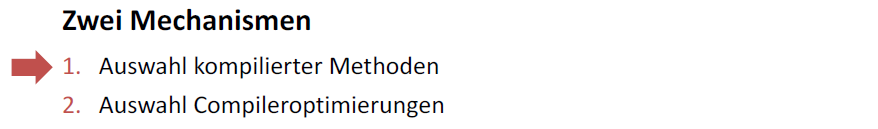 Zwei Mechanismen
1. Auswahl kompilierter Methoden
2. Auswahl Compileroptimierungen